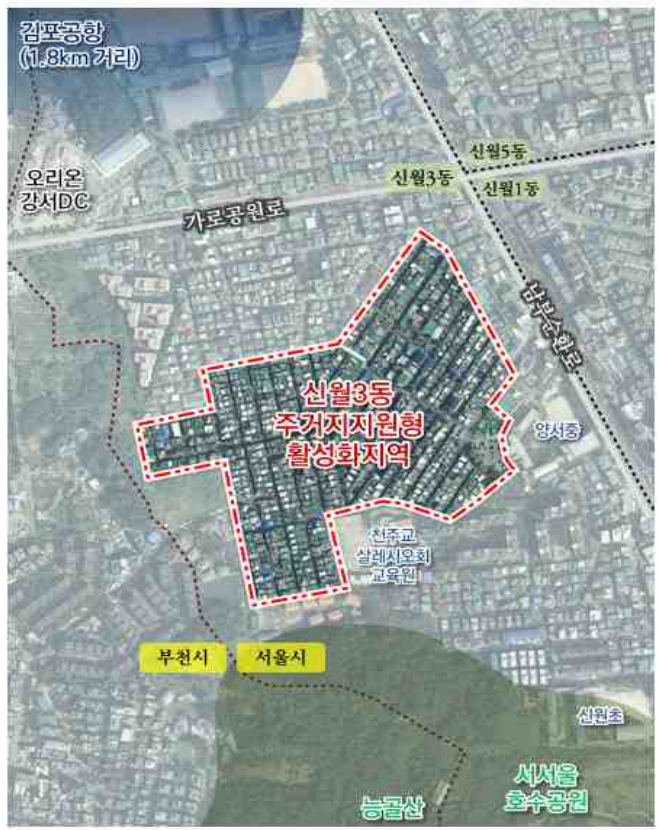 김포공항
(1.8km 거리)
신월5동
신월3동
신월1동
오리온
강서DC
가로공원로
남부순환로
신월3동
주거지지원형
활성화지역
양서중
천주교
살레시오회
교육원
부천시
서울시
신원초
서서울
호수공원
능골산